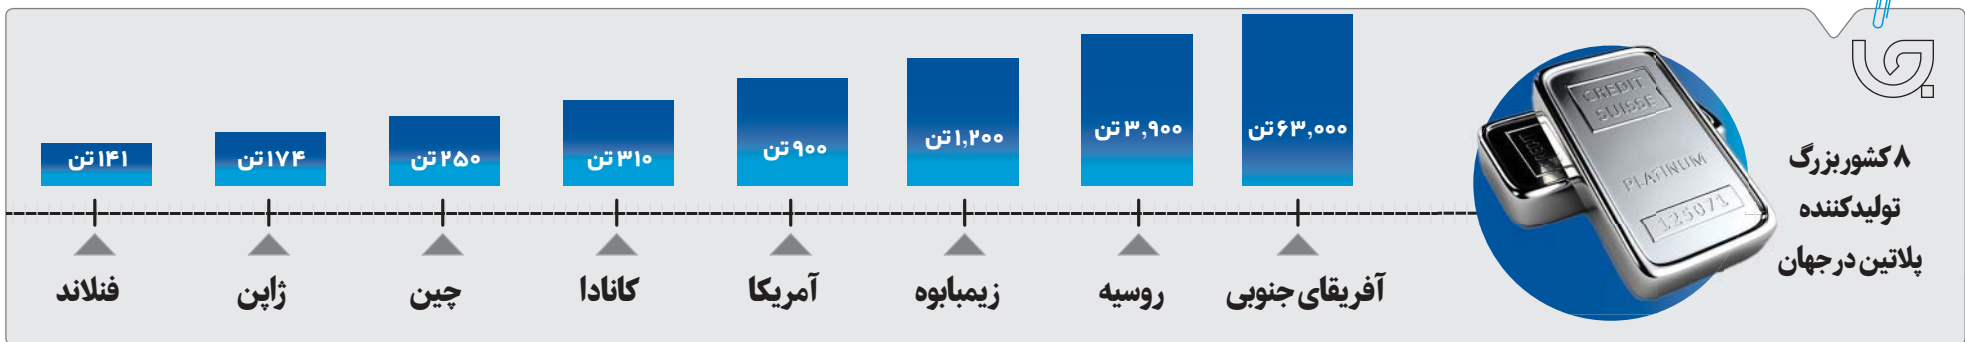 ۸ کشور بزرگ
تولیدکننده
پلاتین در جهان
CREDIT
SUISSE
PLATINUM
125071
۶۳,۰۰۰ تن
۳,۹۰۰ تن
۱,۲۰۰ تن
۹۰۰ تن
۳۱۰ تن
۲۵۰ تن
۱۷۴ تن
۱۴۱ تن
آفریقای جنوبی
روسیه
زیمبابوه
آمریکا
کانادا
چین
ژاپن
فنلاند